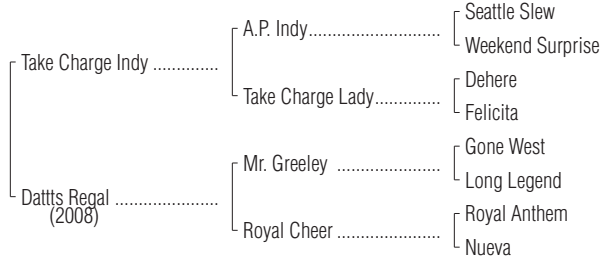 Seattle Slew
A.P. Indy
Weekend Surprise
Take Charge Indy
Dehere
Take Charge Lady
Felicita
Gone West
Mr. Greeley
Long Legend
Dattts Regal
(2008)
Royal Anthem
Royal Cheer
Nueva